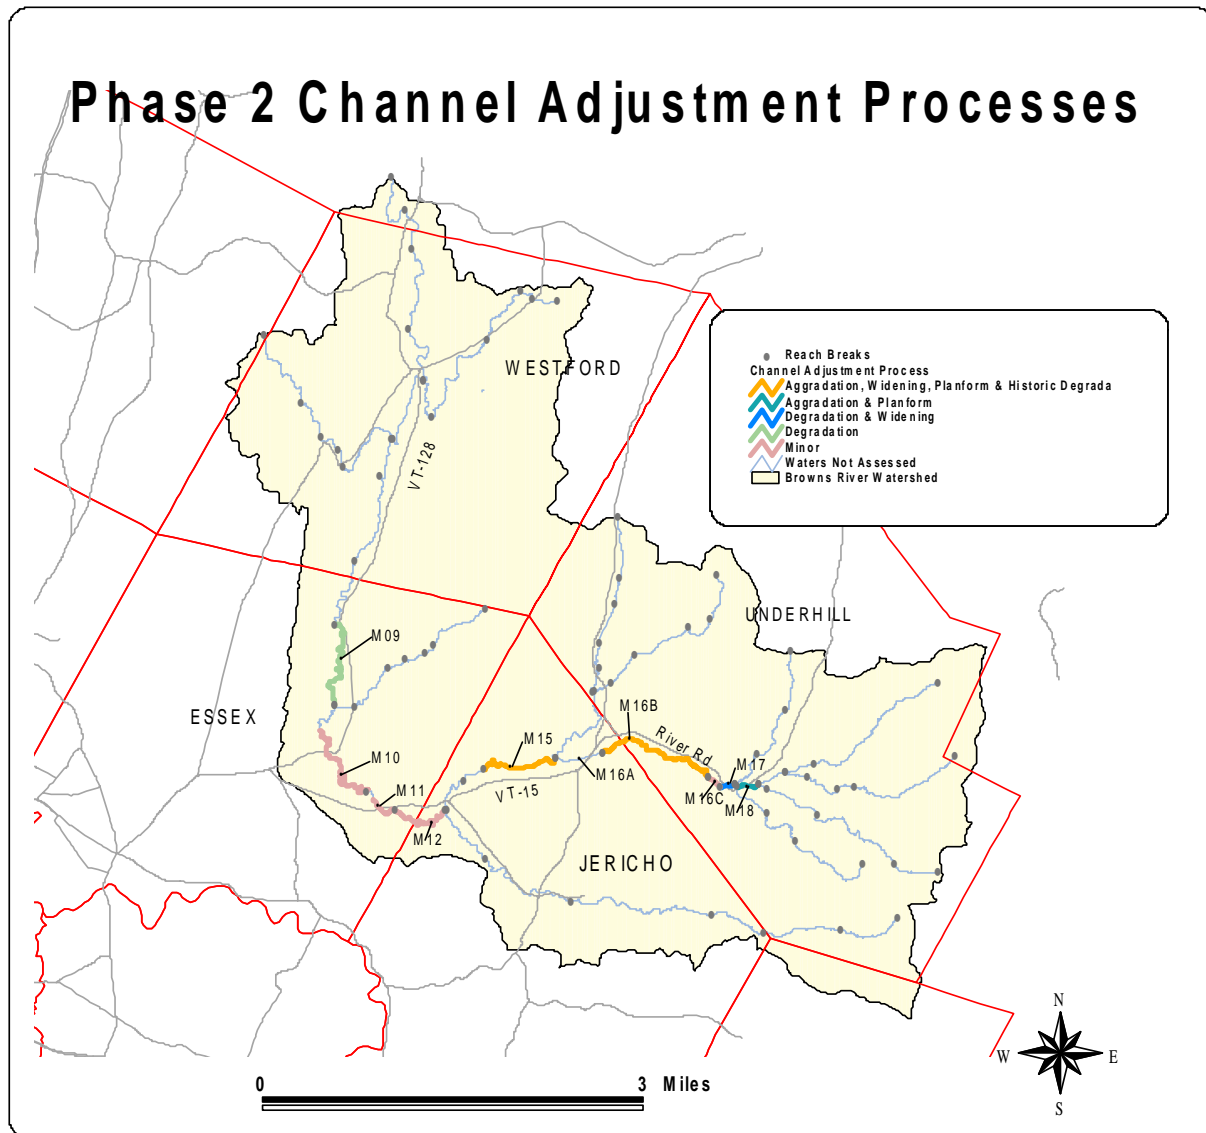 Phase 2 Channel Adjustment Processes
WESTFORD
Reach Breaks
Channel Adjustment Process
Aggradation, Widening, Planform & Historic Degrada
Aggradation & Planform
Degradation & Widening
Degradation
Minor
Waters Not Assessed
Browns River Watershed
VT-128
UNDERHILL
M09
ESSEX
M16B
River Rd
M15
M10
M16A
M17
M11
VT-15
M16C
M18
M12
JERICHO
N
W
E
S
0
3 Miles